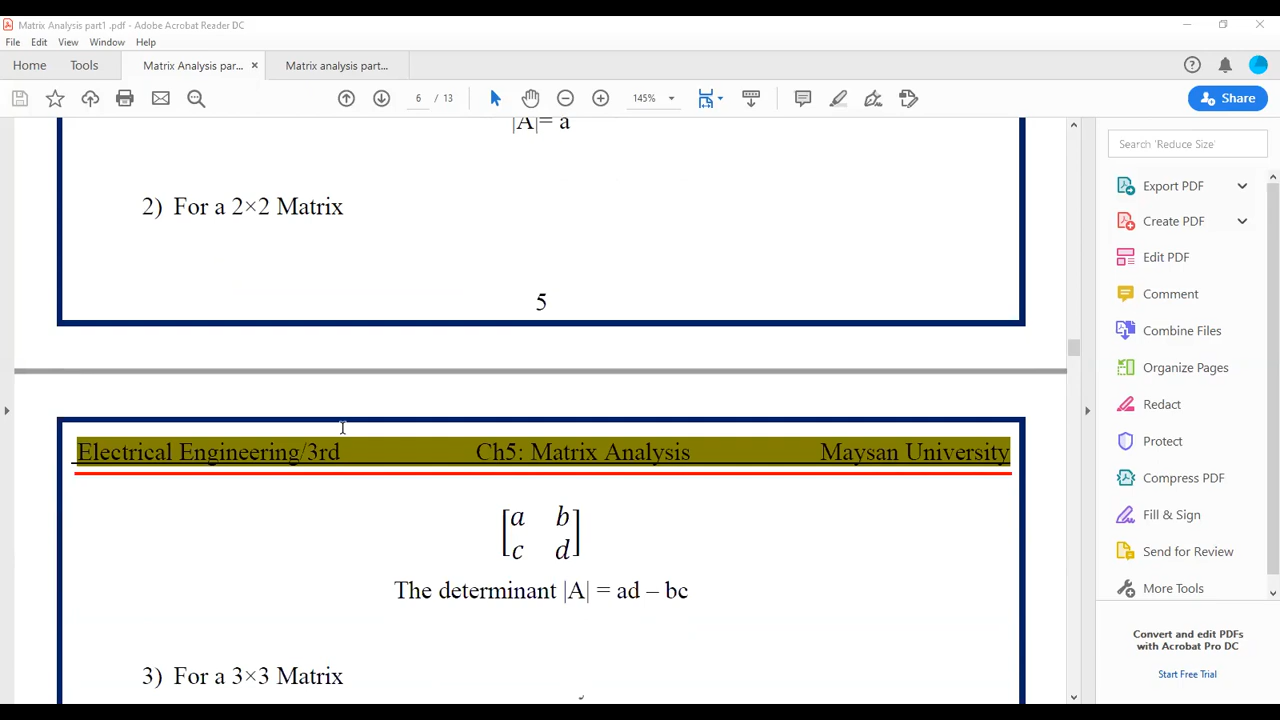 Matrix Analysis part1 .pdf - Adobe Acrobat Reader DC
File Edit View Window Help
Home Tools Matrix Analysis par... × Matrix analysis part...
6 / 13 145% Share
|A|= a
2) For a 2×2 Matrix
5
Electrical Engineering/3rd Ch5: Matrix Analysis Maysan University
[a b
c d]
The determinant |A| = ad – bc
3) For a 3×3 Matrix
Search 'Reduce Size'
Export PDF
Create PDF
Edit PDF
Comment
Combine Files
Organize Pages
Redact
Protect
Compress PDF
Fill & Sign
Send for Review
More Tools
Convert and edit PDFs
with Acrobat Pro DC
Start Free Trial